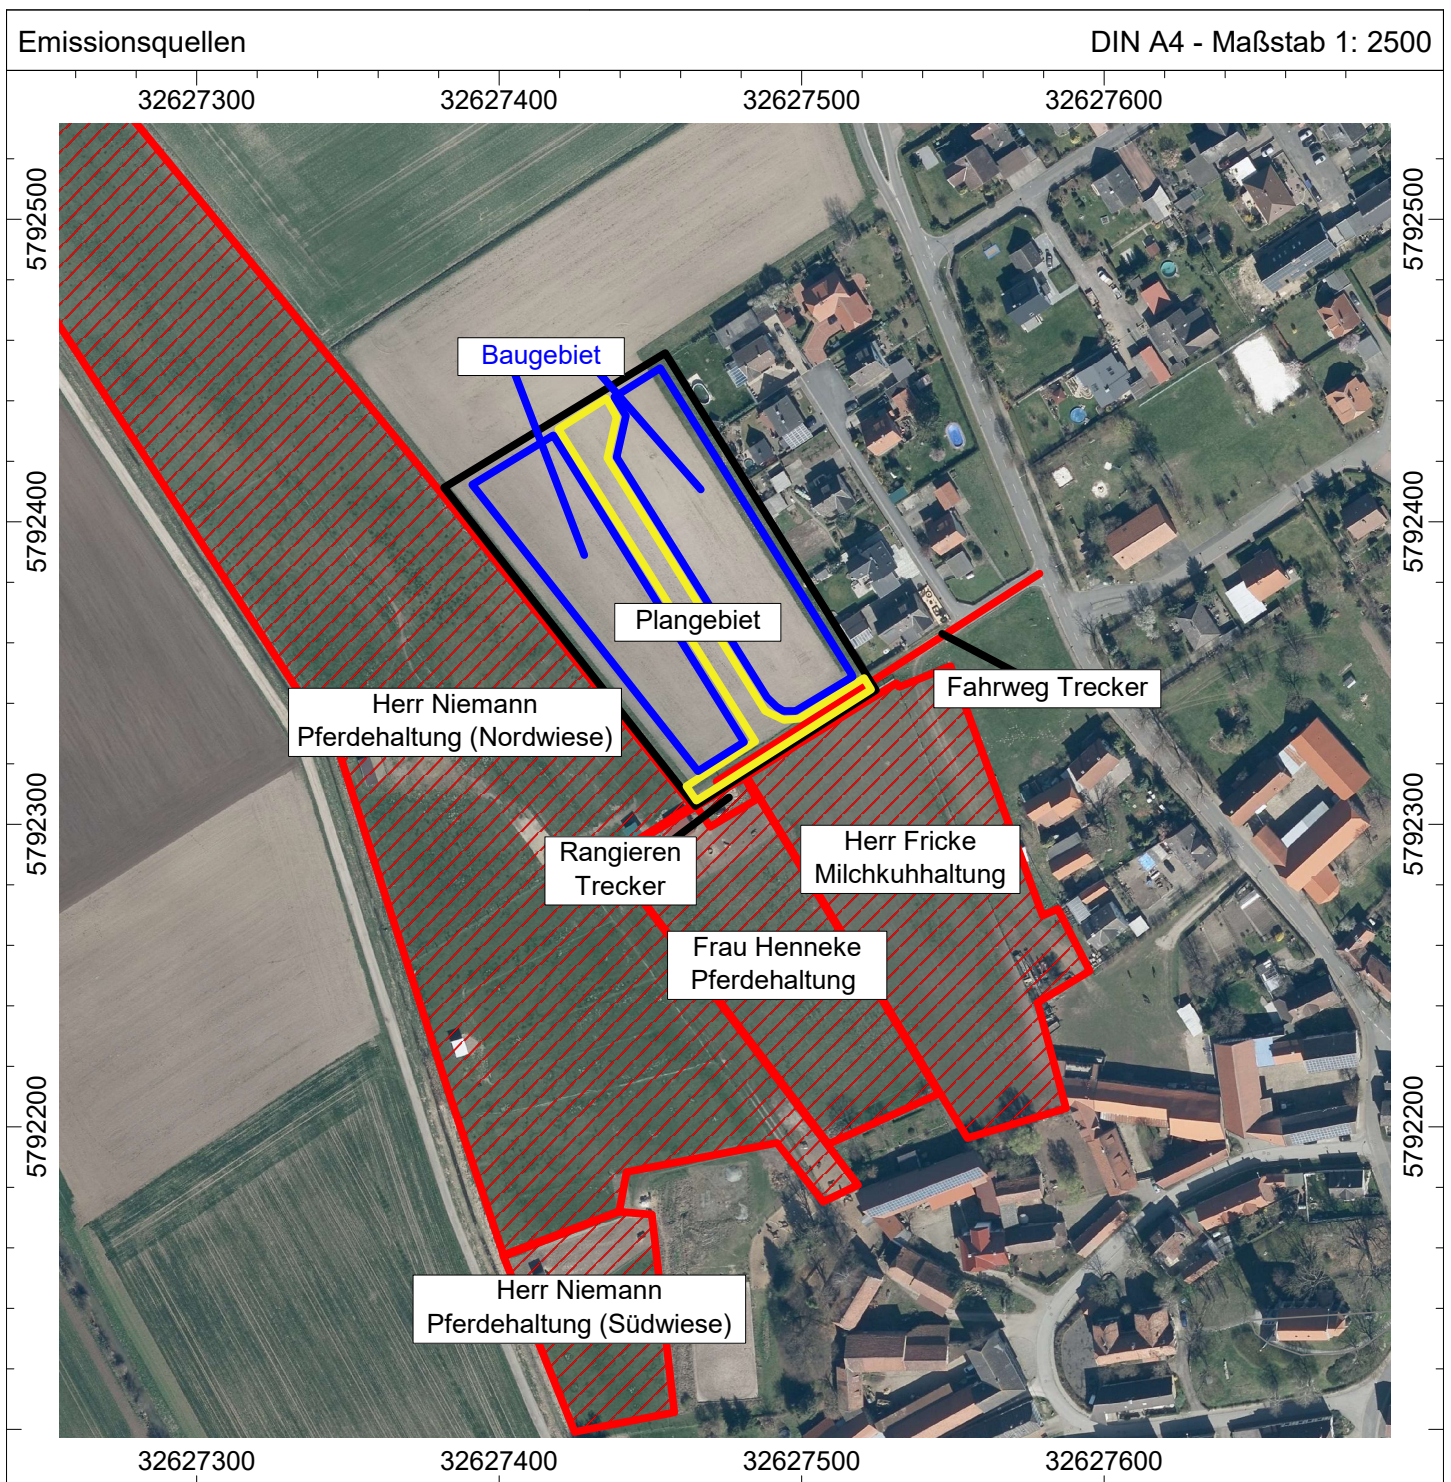 Emissionsquellen
DIN A4 - Maßstab 1: 2500
32627300
32627400
32627500
32627600
5792500
5792500
Baugebiet
5792400
5792400
Plangebiet
Fahrweg Trecker
Herr Niemann
Pferdehaltung (Nordwiese)
5792300
5792300
Rangieren
Trecker
Herr Fricke
Milchkuhhaltung
Frau Henneke
Pferdehaltung
5792200
5792200
Herr Niemann
Pferdehaltung (Südwiese)
32627300
32627400
32627500
32627600